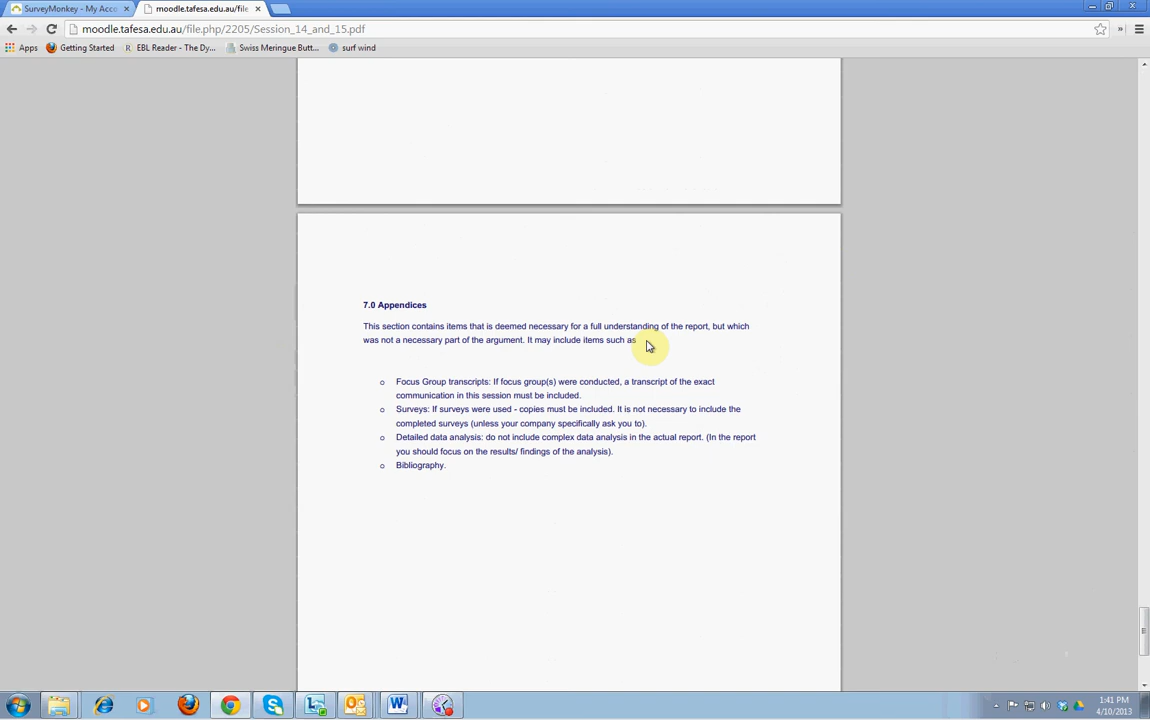 SurveyMonkey - My Acco
moodle.tafesa.edu.au/file
moodle.tafesa.edu.au/file.php/2205/Session_14_and_15.pdf
Apps
Getting Started
EBL Reader - The Dy...
Swiss Meringue Butt...
surf wind
7.0 Appendices
This section contains items that is deemed necessary for a full understanding of the report, but which
was not a necessary part of the argument. It may include items such as
o Focus Group transcripts: If focus group(s) were conducted, a transcript of the exact
communication in this session must be included.
o Surveys: If surveys were used - copies must be included. It is not necessary to include the
completed surveys (unless your company specifically ask you to).
o Detailed data analysis: do not include complex data analysis in the actual report. (In the report
you should focus on the results/ findings of the analysis).
o Bibliography.
1:41 PM
4/10/2013